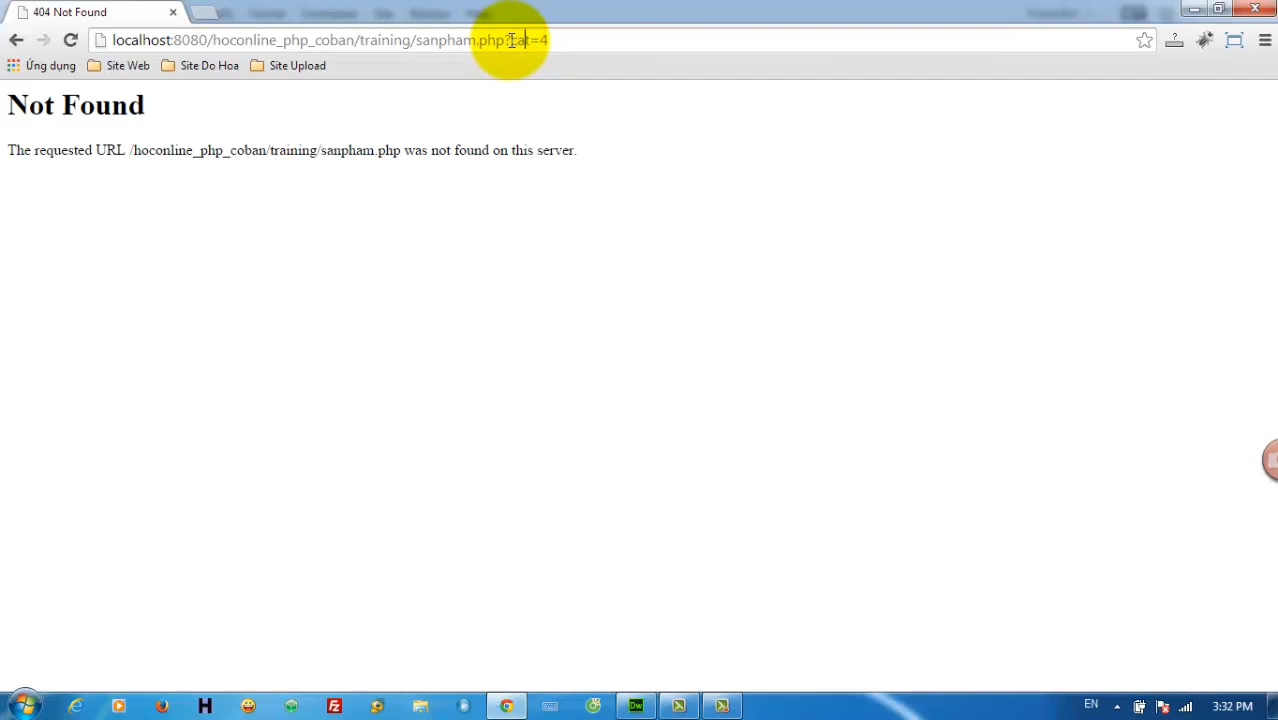 404 Not Found
localhost:8080/hoconline_php_coban/training/sanpham.php?cat=4
Ứng dụng Site Web Site Do Hoa Site Upload
Not Found
The requested URL /hoconline_php_coban/training/sanpham.php was not found on this server.
EN 3:32 PM